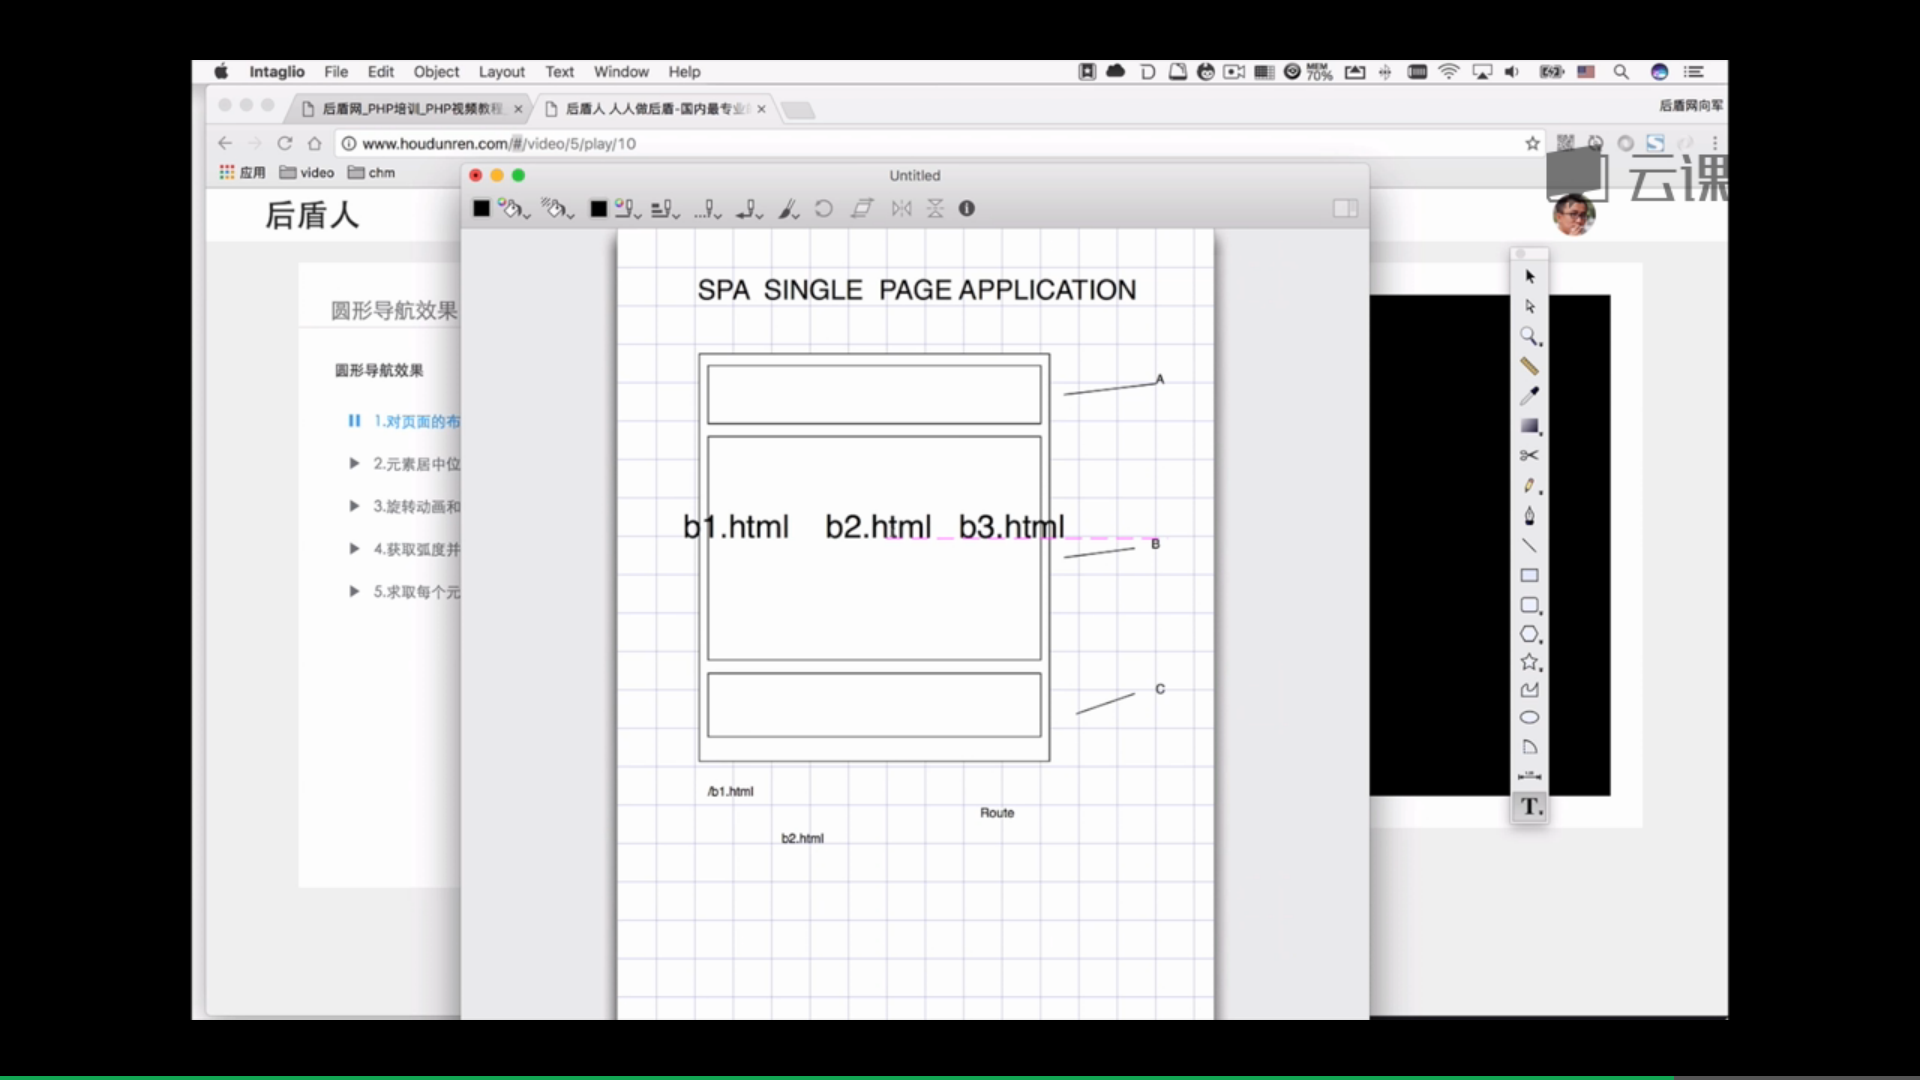 Intaglio File Edit Object Layout Text Window Help
MEM
70%
后盾网_PHP培训_PHP视频教程
后盾人 人人做后盾-国内最专业
后盾网向军
www.houdunren.com/#/video/5/play/10
应用 video chm
Untitled
云课
后盾人
SPA SINGLE PAGE APPLICATION
圆形导航效果
圆形导航效果
1.对页面的布
2.元素居中位
3.旋转动画和
4.获取弧度并
5.求取每个元
A
b1.html b2.html b3.html
B
C
/b1.html
Route
b2.html
T